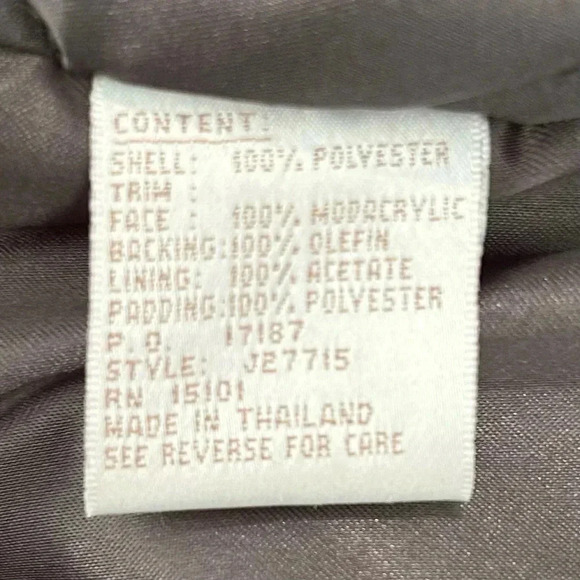 CONTENT:
SHELL: 100% POLYESTER
TRIM :
FACE : 100% MODACRYLIC
BACKING: 100% OLEFIN
LINING: 100% ACETATE
PADDING: 100% POLYESTER
P.O. 17187
STYLE: J27715
RN 15101
MADE IN THAILAND
SEE REVERSE FOR CARE